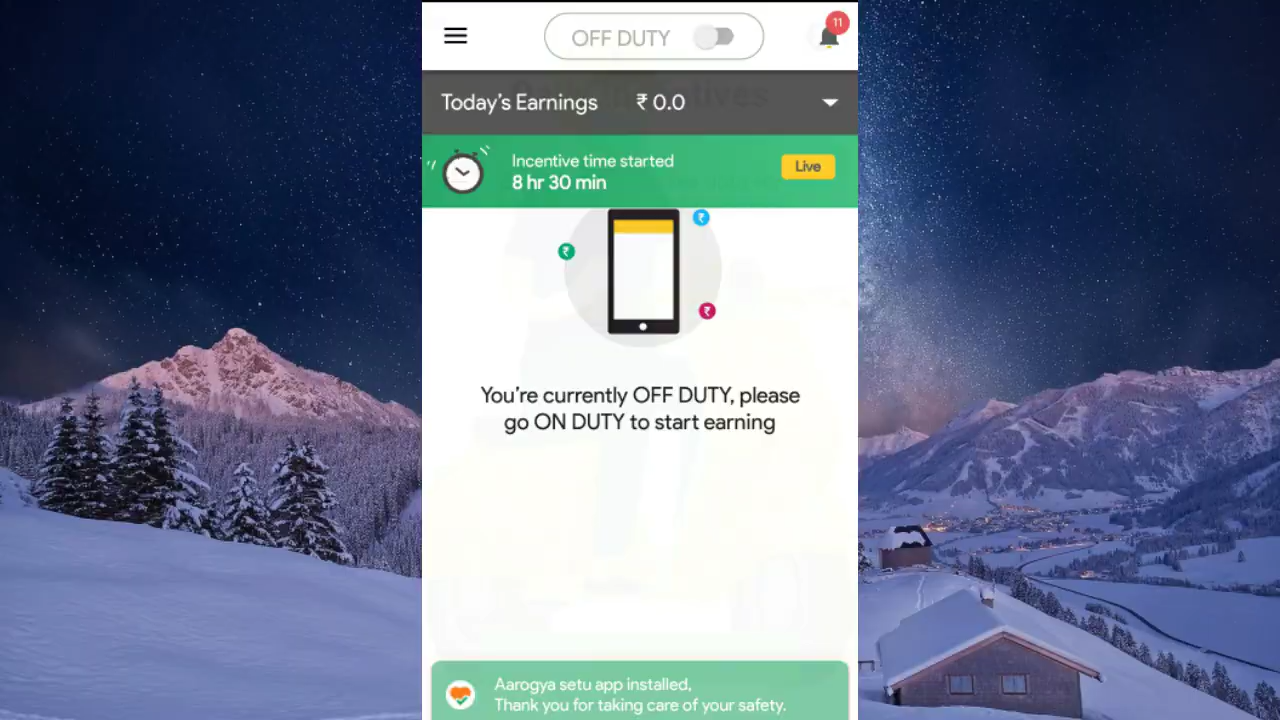 OFF DUTY
11
Today's Earnings ₹ 0.0
Incentive time started
8 hr 30 min
Live
₹
₹
₹
You're currently OFF DUTY, please
go ON DUTY to start earning
Aarogya setu app installed,
Thank you for taking care of your safety.